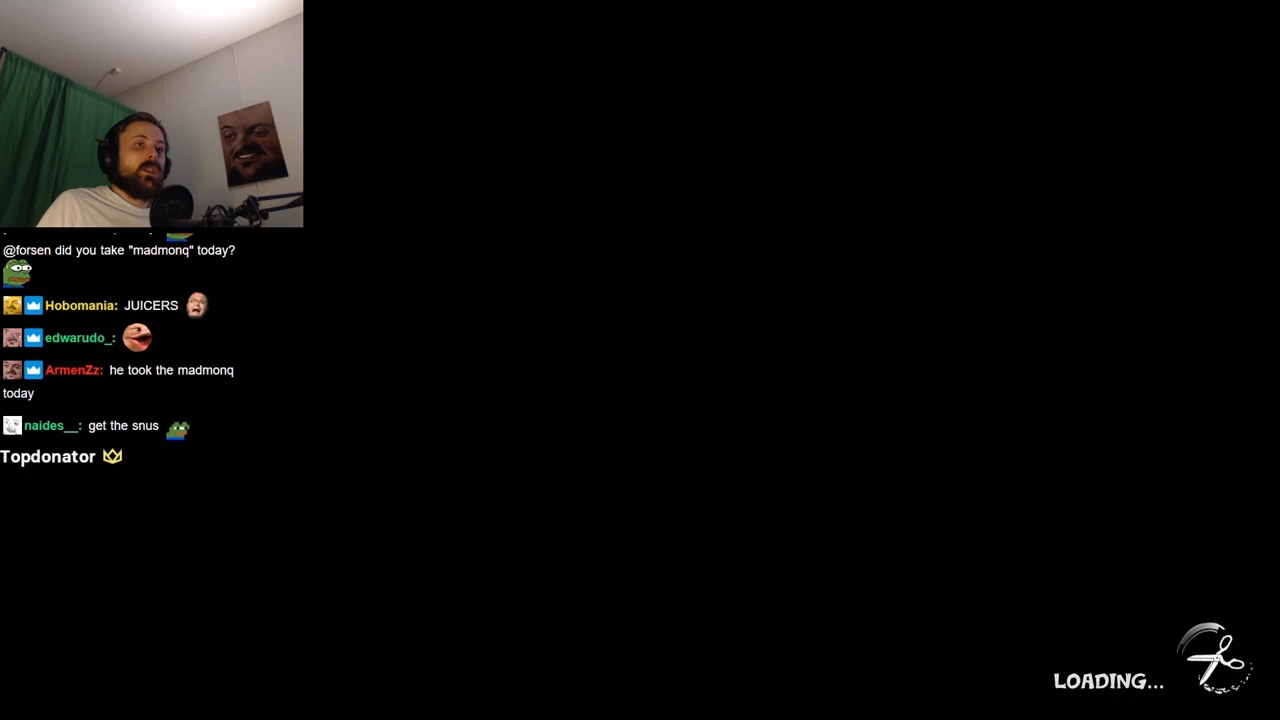 @forsen did you take "madmonq" today?
Hobomania: JUICERS
edwarudo_:
ArmenZz: he took the madmonq
today
naides__: get the snus
Topdonator
LOADING...